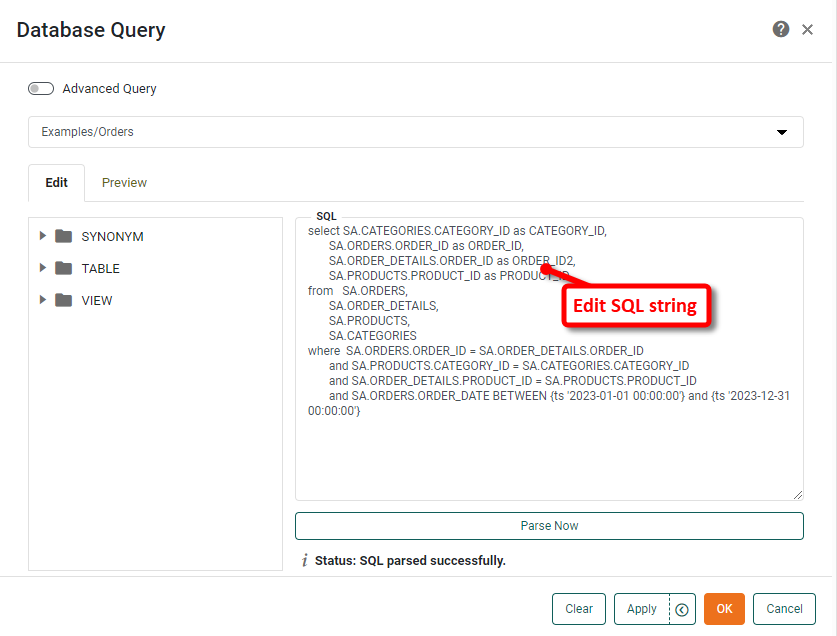 Database Query
Advanced Query
Examples/Orders
Edit
Preview
SYNONYM
TABLE
VIEW
SQL
select SA.CATEGORIES.CATEGORY_ID as CATEGORY_ID,
SA.ORDERS.ORDER_ID as ORDER_ID,
SA.ORDER_DETAILS.ORDER_ID as ORDER_ID2,
SA.PRODUCTS.PRODUCT_ID as PRODUCT_ID
from SA.ORDERS,
SA.ORDER_DETAILS,
SA.PRODUCTS,
SA.CATEGORIES
where SA.ORDERS.ORDER_ID = SA.ORDER_DETAILS.ORDER_ID
and SA.PRODUCTS.CATEGORY_ID = SA.CATEGORIES.CATEGORY_ID
and SA.ORDER_DETAILS.PRODUCT_ID = SA.PRODUCTS.PRODUCT_ID
and SA.ORDERS.ORDER_DATE BETWEEN {ts '2023-01-01 00:00:00'} and {ts '2023-12-31
00:00:00'}
Edit SQL string
Parse Now
Status: SQL parsed successfully.
Clear
Apply
OK
Cancel